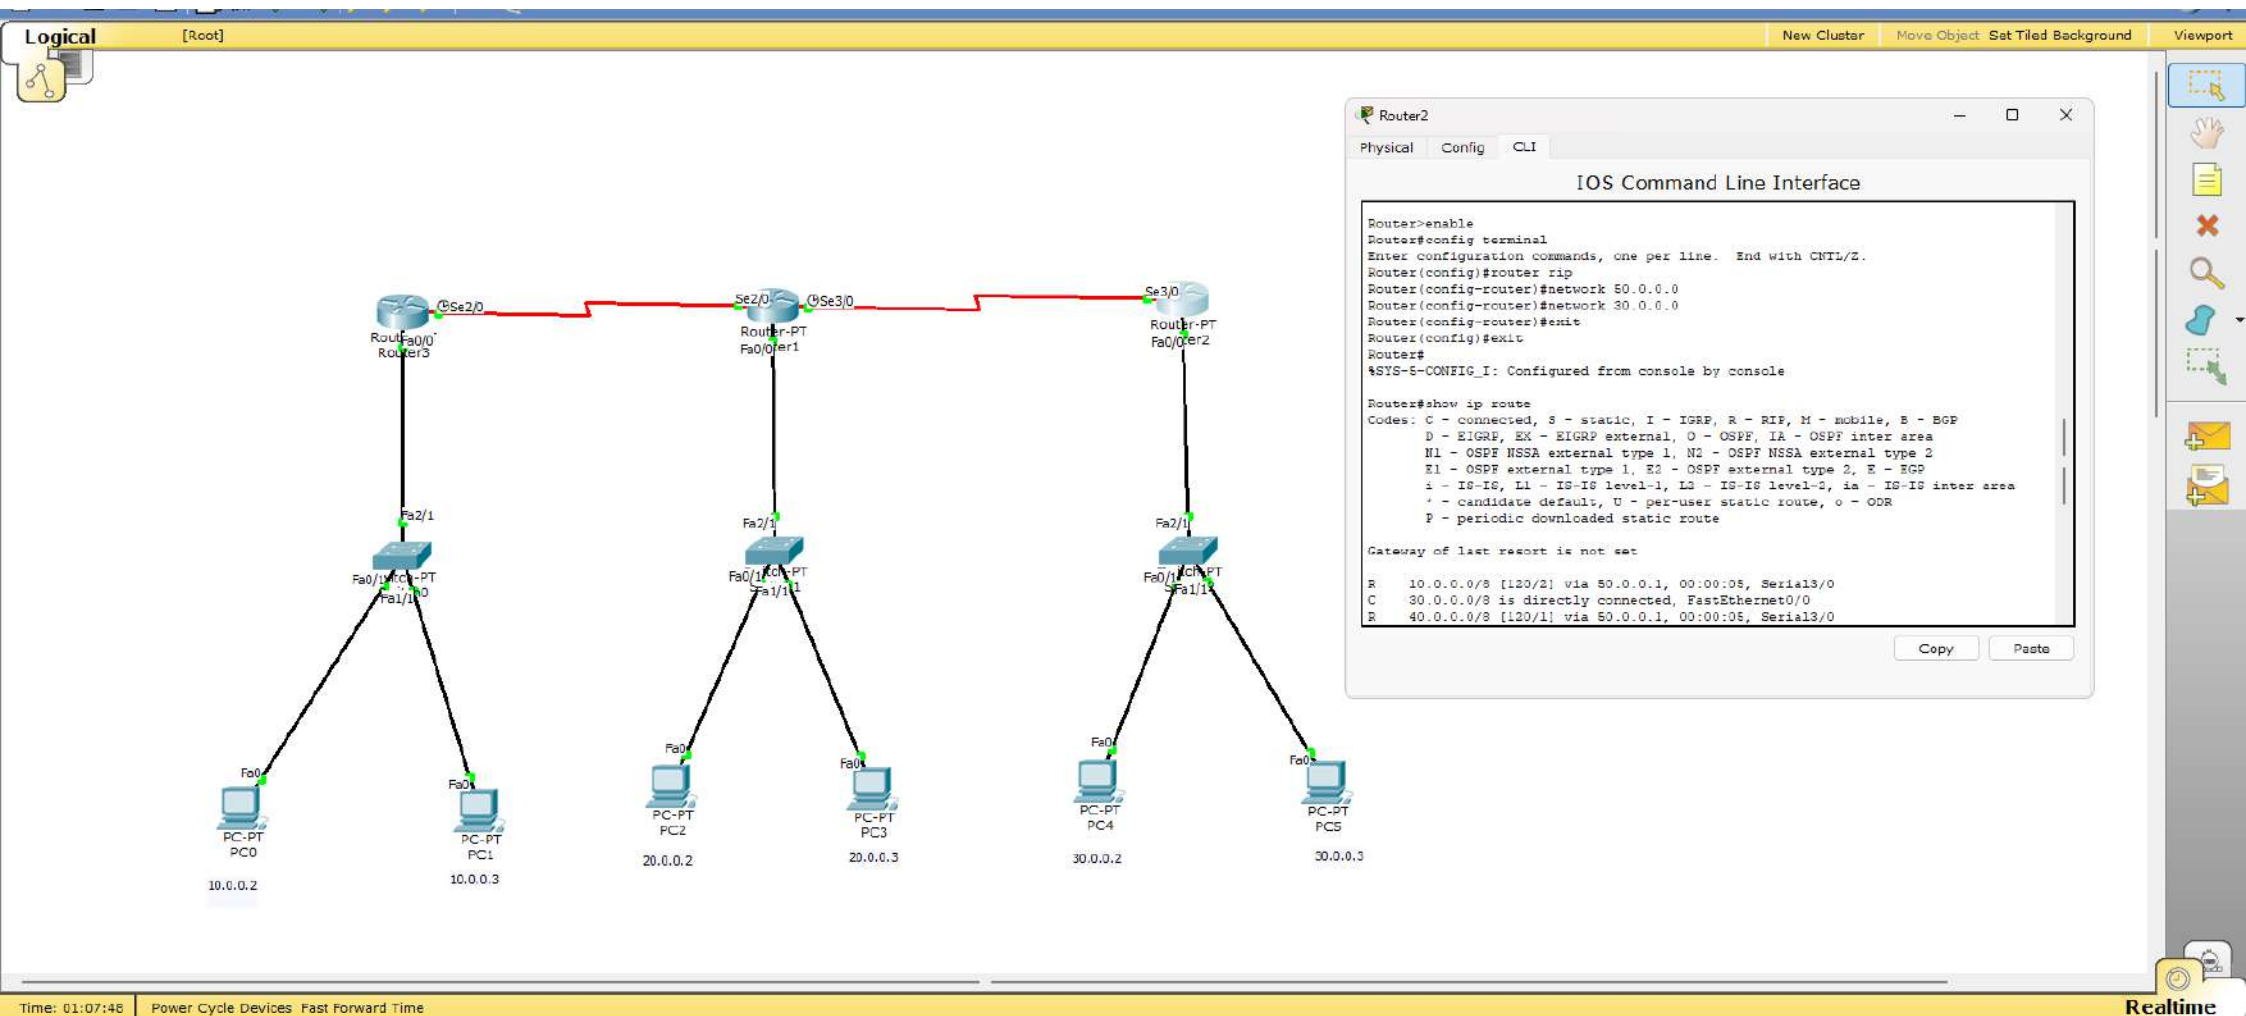 Logical
[Root]
New Cluster
Move Object
Set Tiled Background
Viewport
Router2
Physical
Config
CLI
IOS Command Line Interface
Router>enable
Router#config terminal
Enter configuration commands, one per line. End with CNTL/Z.
Router(config)#router rip
Router(config-router)#network 50.0.0.0
Router(config-router)#network 30.0.0.0
Router(config-router)#exit
Router(config)#exit
Router#
%SYS-5-CONFIG_I: Configured from console by console
Router#show ip route
Codes: C - connected, S - static, I - IGRP, R - RIP, M - mobile, B - BGP
D - EIGRP, EX - EIGRP external, O - OSPF, IA - OSPF inter area
N1 - OSPF NSSA external type 1, N2 - OSPF NSSA external type 2
E1 - OSPF external type 1, E2 - OSPF external type 2, E - EGP
i - IS-IS, L1 - IS-IS level-1, L2 - IS-IS level-2, ia - IS-IS inter area
* - candidate default, U - per-user static route, o - ODR
P - periodic downloaded static route
Gateway of last resort is not set
R 10.0.0.0/8 [120/2] via 50.0.0.1, 00:00:05, Serial3/0
C 30.0.0.0/8 is directly connected, FastEthernet0/0
R 40.0.0.0/8 [120/1] via 50.0.0.1, 00:00:05, Serial3/0
Copy
Paste
Se2/0
Se2/0
Se3/0
Se3/0
Fa0/0
Router3
Router-PT
Fa0/0
Router-PT
Fa0/0
Fa2/1
Fa2/1
Fa2/1
Fa0/1
Fa1/1
Fa0/1
Fa1/1
Fa0/1
Fa1/1
Fa0
PC-PT
PC0
10.0.0.2
Fa0
PC-PT
PC1
10.0.0.3
Fa0
PC-PT
PC2
20.0.0.2
Fa0
PC-PT
PC3
20.0.0.3
Fa0
PC-PT
PC4
30.0.0.2
Fa0
PC-PT
PC5
30.0.0.3
Time: 01:07:48
Power Cycle Devices
Fast Forward Time
Realtime